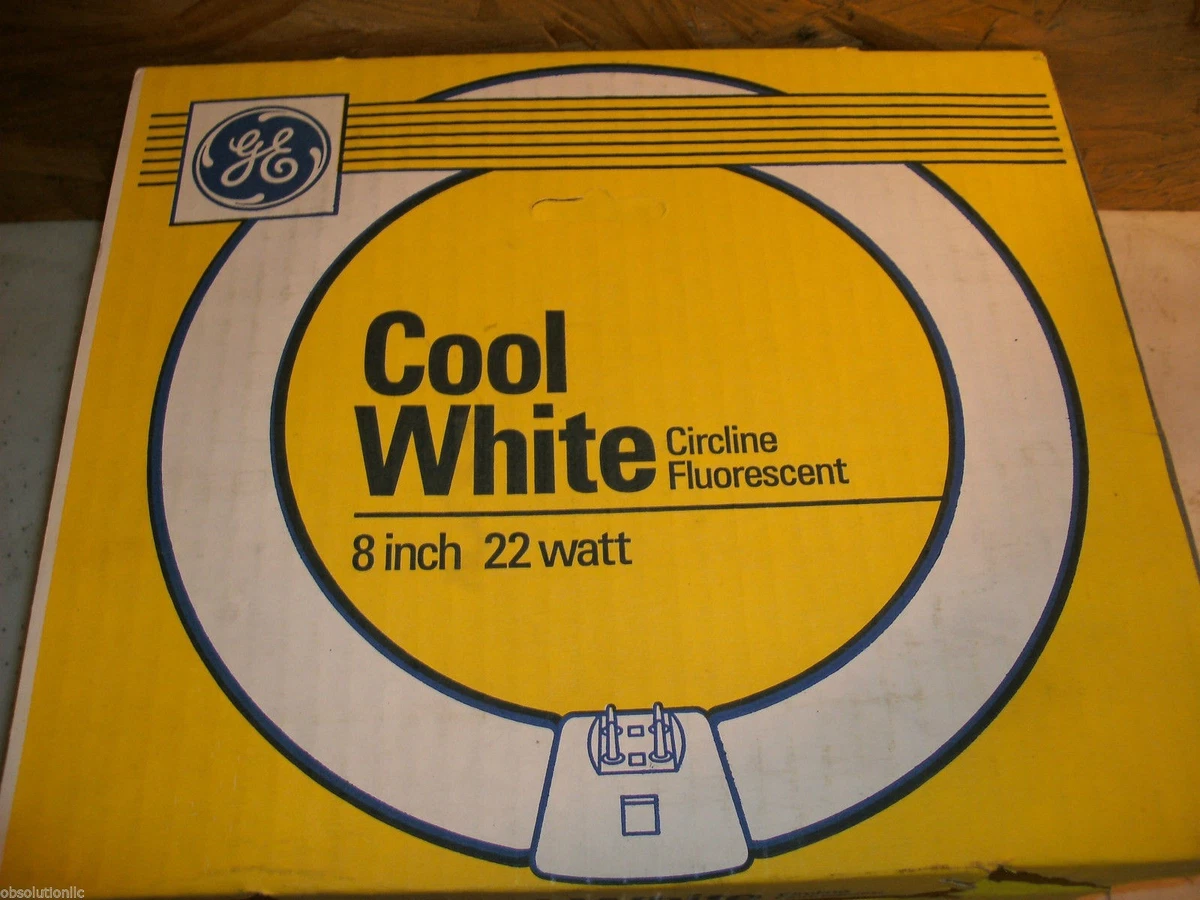 GE
Cool
White Circline
Fluorescent
8 inch 22 watt
obsolutionllc